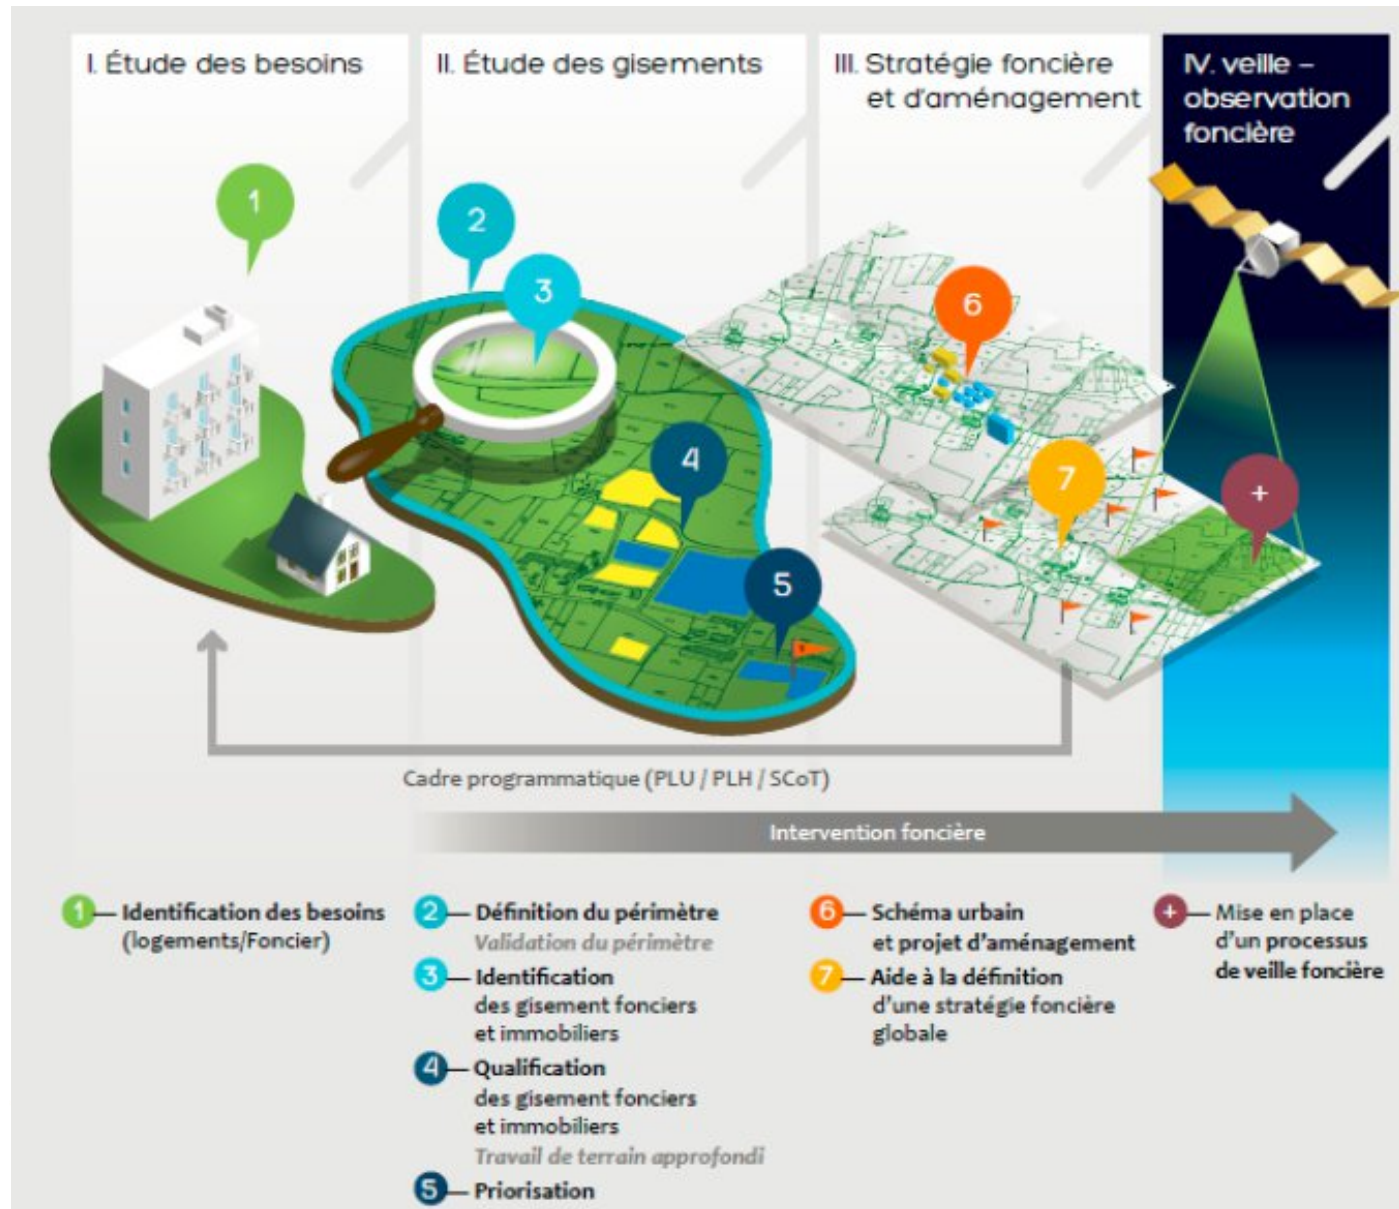 I. Étude des besoins
II. Étude des gisements
III. Stratégie foncière
et d'aménagement
IV. veille –
observation
foncière
1
2
3
4
5
6
7
+
Cadre programmatique (PLU / PLH / SCoT)
Intervention foncière
1 — Identification des besoins
(logements/Foncier)
2 — Définition du périmètre
Validation du périmètre
3 — Identification
des gisement fonciers
et immobiliers
4 — Qualification
des gisement fonciers
et immobiliers
Travail de terrain approfondi
5 — Priorisation
6 — Schéma urbain
et projet d'aménagement
7 — Aide à la définition
d'une stratégie foncière
globale
+ — Mise en place
d'un processus
de veille foncière